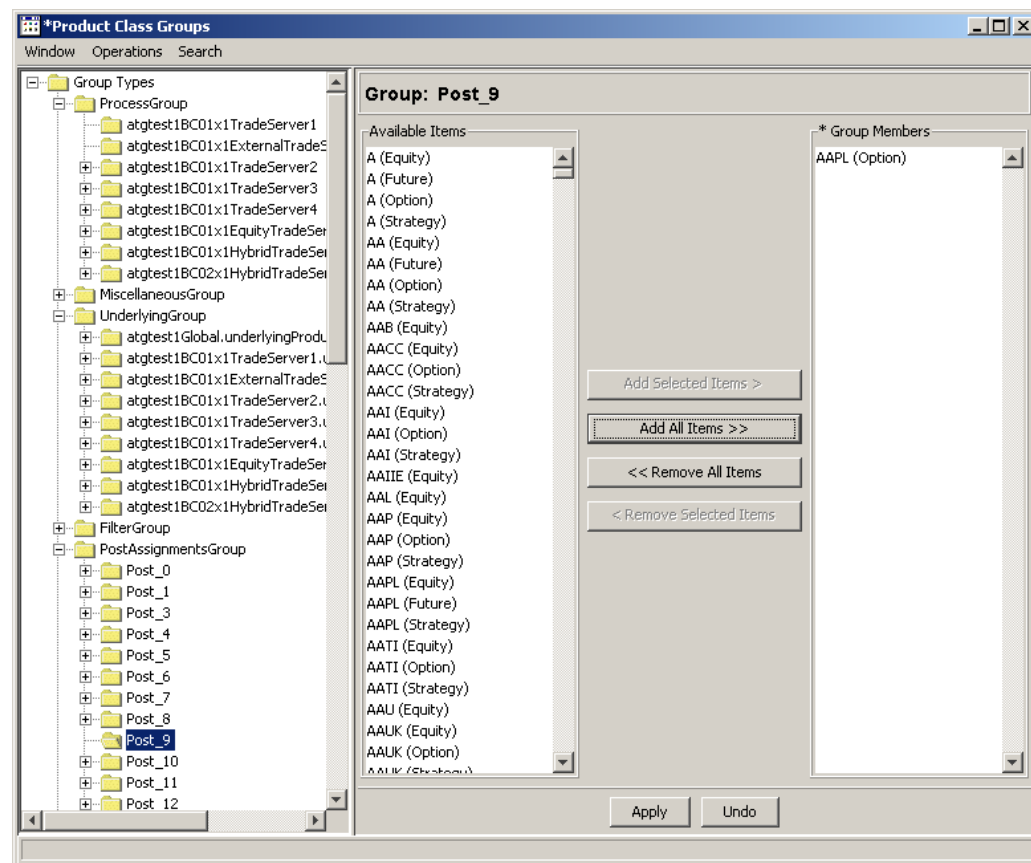 *Product Class Groups
Window Operations Search
Group Types
ProcessGroup
atgtest1BC01x1TradeServer1
atgtest1BC01x1ExternalTradeS
atgtest1BC01x1TradeServer2
atgtest1BC01x1TradeServer3
atgtest1BC01x1TradeServer4
atgtest1BC01x1EquityTradeSer
atgtest1BC01x1HybridTradeSer
atgtest1BC02x1HybridTradeSer
MiscellaneousGroup
UnderlyingGroup
atgtest1Global.underlyingProdu
atgtest1BC01x1TradeServer1.u
atgtest1BC01x1ExternalTradeS
atgtest1BC01x1TradeServer2.u
atgtest1BC01x1TradeServer3.u
atgtest1BC01x1TradeServer4.u
atgtest1BC01x1EquityTradeSer
atgtest1BC01x1HybridTradeSer
atgtest1BC02x1HybridTradeSer
FilterGroup
PostAssignmentsGroup
Post_0
Post_1
Post_3
Post_4
Post_5
Post_6
Post_7
Post_8
Post_9
Post_10
Post_11
Post_12
Group: Post_9
Available Items
A (Equity)
A (Future)
A (Option)
A (Strategy)
AA (Equity)
AA (Future)
AA (Option)
AA (Strategy)
AAB (Equity)
AACC (Equity)
AACC (Option)
AACC (Strategy)
AAI (Equity)
AAI (Option)
AAI (Strategy)
AAIIE (Equity)
AAL (Equity)
AAP (Equity)
AAP (Option)
AAP (Strategy)
AAPL (Equity)
AAPL (Future)
AAPL (Strategy)
AATI (Equity)
AATI (Option)
AATI (Strategy)
AAU (Equity)
AAUK (Equity)
AAUK (Option)
AAUK (Strategy)
Add Selected Items >
Add All Items >>
<< Remove All Items
< Remove Selected Items
* Group Members
AAPL (Option)
Apply Undo